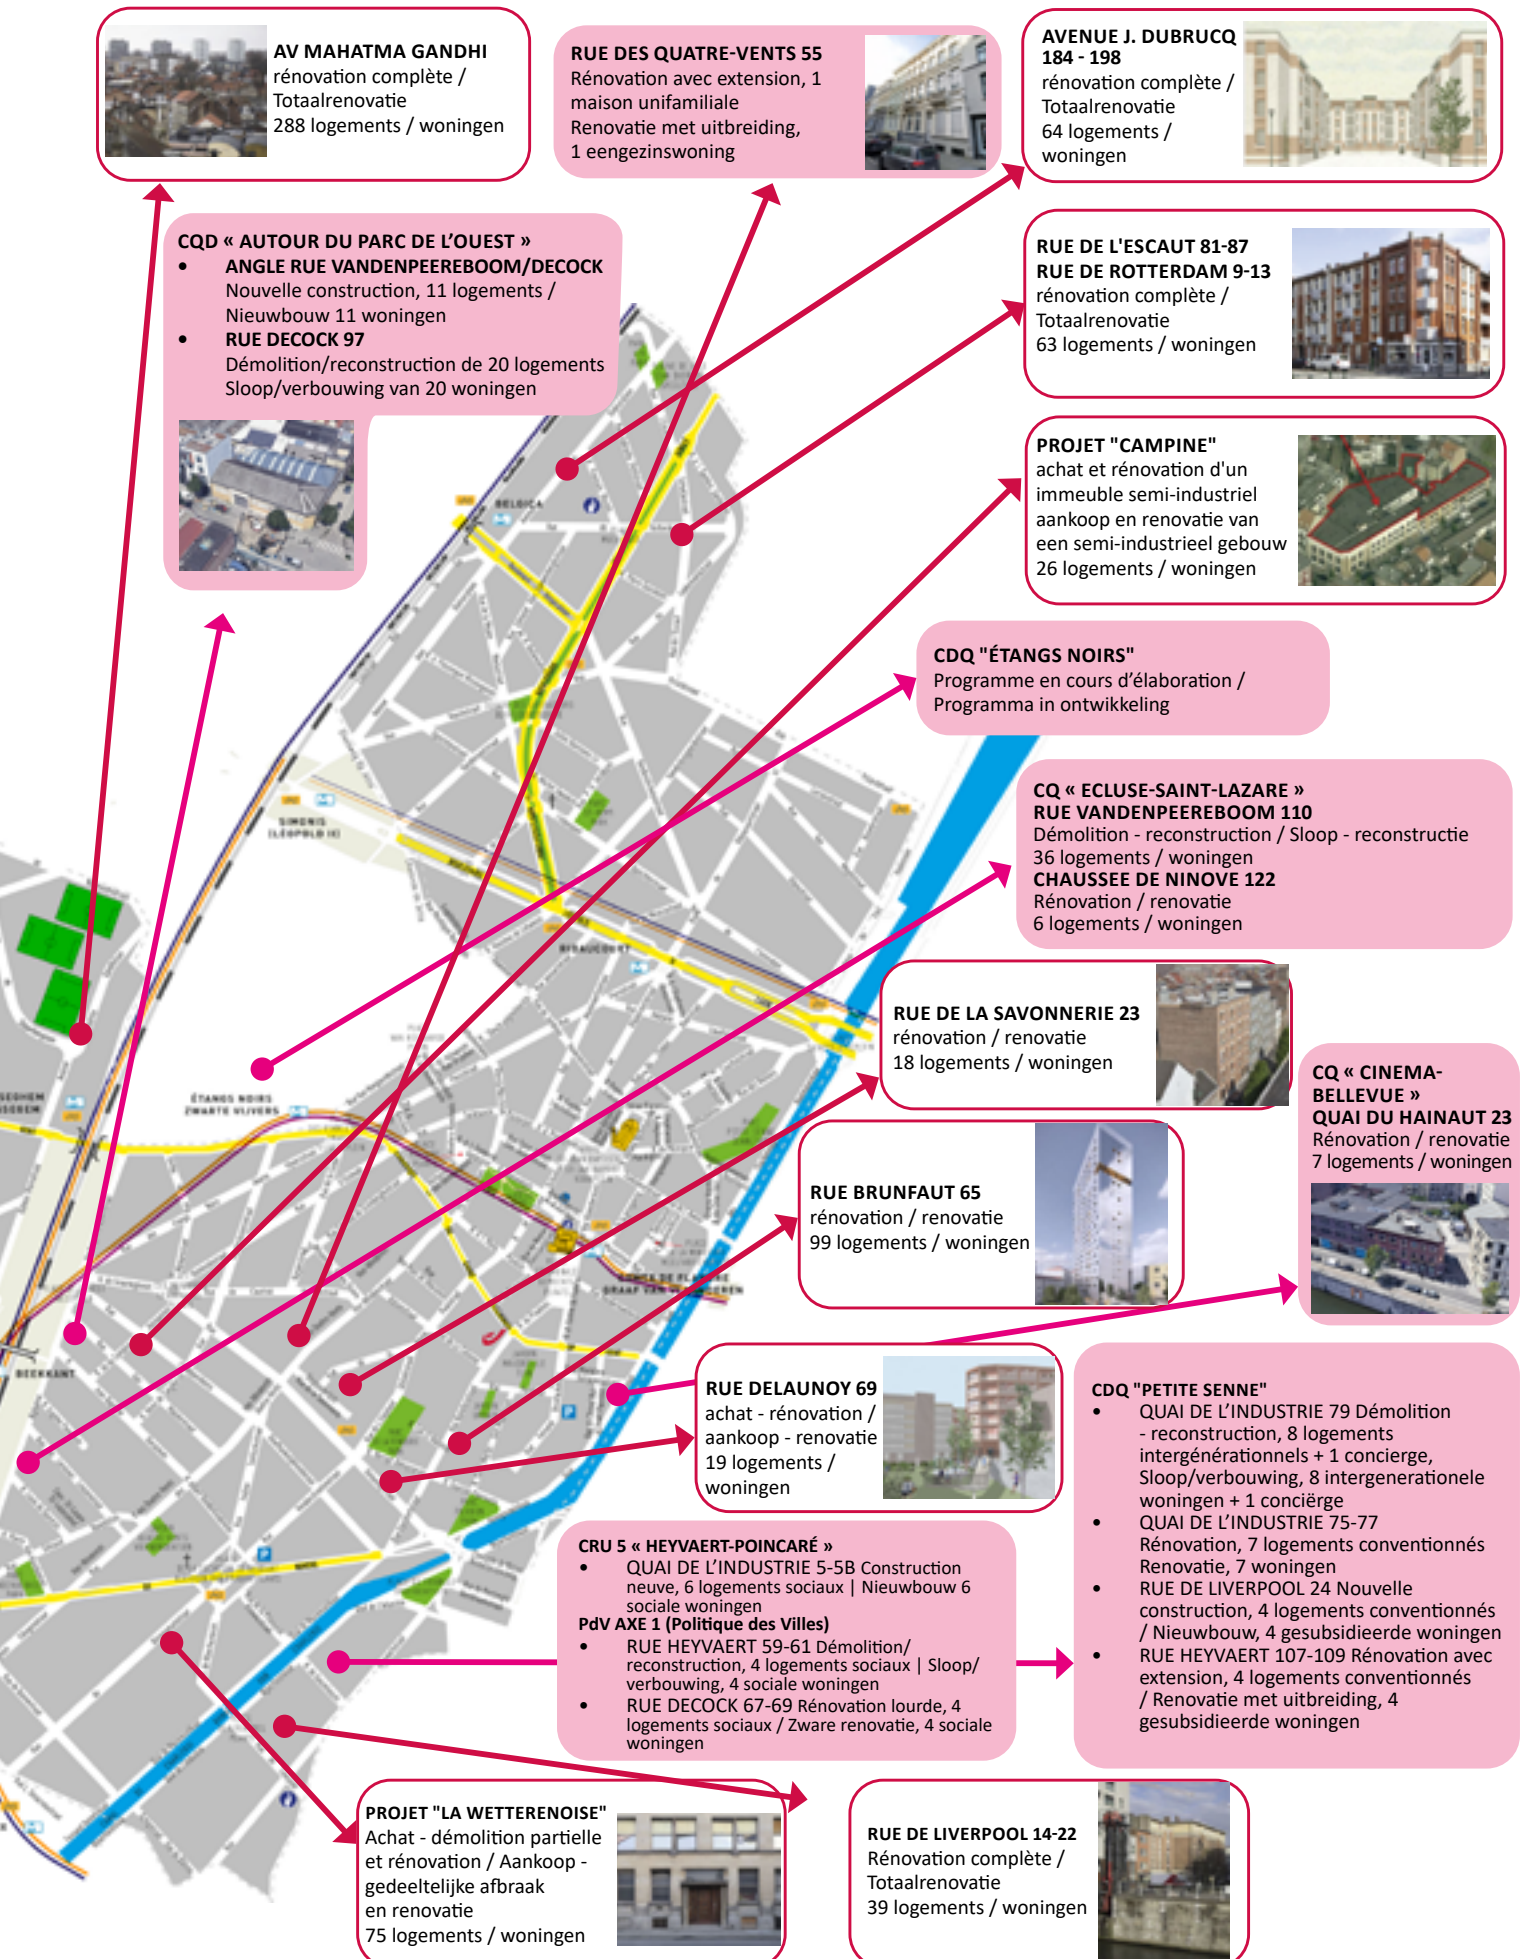 AV MAHATMA GANDHI
rénovation complète /
Totaalrenovatie
288 logements / woningen
RUE DES QUATRE-VENTS 55
Rénovation avec extension, 1
maison unifamiliale
Renovatie met uitbreiding,
1 eengezinswoning
AVENUE J. DUBRUCQ
184 - 198
rénovation complète /
Totaalrenovatie
64 logements /
woningen
CQD « AUTOUR DU PARC DE L’OUEST »
• ANGLE RUE VANDENPEEREBOOM/DECOCK
Nouvelle construction, 11 logements /
Nieuwbouw 11 woningen
• RUE DECOCK 97
Démolition/reconstruction de 20 logements
Sloop/verbouwing van 20 woningen
RUE DE L'ESCAUT 81-87
RUE DE ROTTERDAM 9-13
rénovation complète /
Totaalrenovatie
63 logements / woningen
PROJET "CAMPINE"
achat et rénovation d'un
immeuble semi-industriel
aankoop en renovatie van
een semi-industrieel gebouw
26 logements / woningen
BELGICA
CDQ "ÉTANGS NOIRS"
Programme en cours d’élaboration /
Programma in ontwikkeling
SIMONIS
(LÉOPOLD II)
CQ « ECLUSE-SAINT-LAZARE »
RUE VANDENPEEREBOOM 110
Démolition - reconstruction / Sloop - reconstructie
36 logements / woningen
CHAUSSEE DE NINOVE 122
Rénovation / renovatie
6 logements / woningen
RIBAUCOURT
RUE DE LA SAVONNERIE 23
rénovation / renovatie
18 logements / woningen
CQ « CINEMA-
BELLEVUE »
QUAI DU HAINAUT 23
Rénovation / renovatie
7 logements / woningen
ÉTANGS NOIRS
ZWARTE VIJVERS
RUE BRUNFAUT 65
rénovation / renovatie
99 logements / woningen
COMTE DE FLANDRE
GRAAF VAN VLAANDEREN
BEEKKANT
RUE DELAUNOY 69
achat - rénovation /
aankoop - renovatie
19 logements /
woningen
CDQ "PETITE SENNE"
• QUAI DE L’INDUSTRIE 79 Démolition
- reconstruction, 8 logements
intergénérationnels + 1 concierge,
Sloop/verbouwing, 8 intergenerationele
woningen + 1 conciërge
• QUAI DE L’INDUSTRIE 75-77
Rénovation, 7 logements conventionnés
Renovatie, 7 woningen
• RUE DE LIVERPOOL 24 Nouvelle
construction, 4 logements conventionnés
/ Nieuwbouw, 4 gesubsidieerde woningen
• RUE HEYVAERT 107-109 Rénovation avec
extension, 4 logements conventionnés
/ Renovatie met uitbreiding, 4
gesubsidieerde woningen
CRU 5 « HEYVAERT-POINCARÉ »
• QUAI DE L’INDUSTRIE 5-5B Construction
neuve, 6 logements sociaux | Nieuwbouw 6
sociale woningen
PdV AXE 1 (Politique des Villes)
• RUE HEYVAERT 59-61 Démolition/
reconstruction, 4 logements sociaux | Sloop/
verbouwing, 4 sociale woningen
• RUE DECOCK 67-69 Rénovation lourde, 4
logements sociaux / Zware renovatie, 4 sociale
woningen
PROJET "LA WETTERENOISE"
Achat - démolition partielle
et rénovation / Aankoop -
gedeeltelijke afbraak
en renovatie
75 logements / woningen
RUE DE LIVERPOOL 14-22
Rénovation complète /
Totaalrenovatie
39 logements / woningen